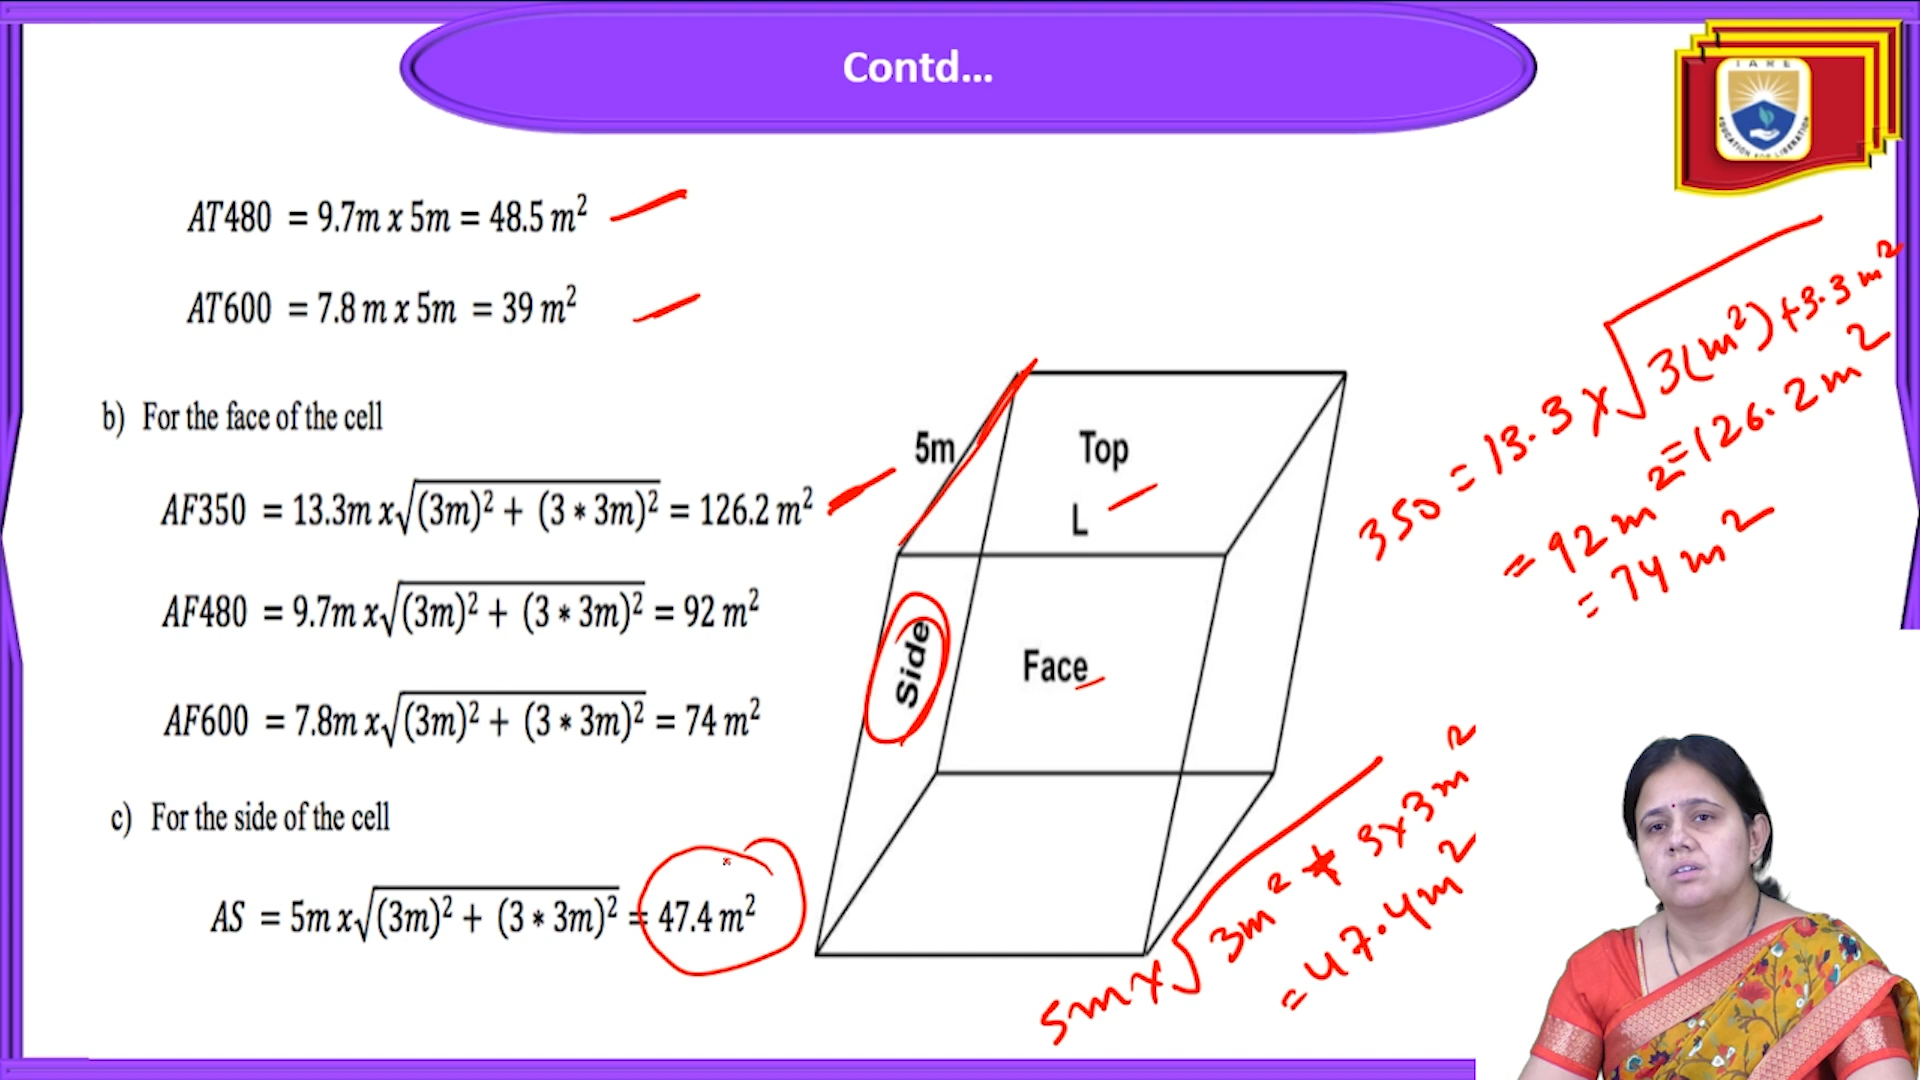 Contd...
IARE
EDUCATION FOR LIBERATION
AT480 = 9.7m x 5m = 48.5 m²
AT600 = 7.8 m x 5m = 39 m²
b) For the face of the cell
AF350 = 13.3m x√(3m)² + (3 * 3m)² = 126.2 m²
AF480 = 9.7m x√(3m)² + (3 * 3m)² = 92 m²
AF600 = 7.8m x√(3m)² + (3 * 3m)² = 74 m²
c) For the side of the cell
AS = 5m x√(3m)² + (3 * 3m)² = 47.4 m²
5m
Top
L
Side
Face
350 = 13.3 x √3(m²) + 3.3 m²
= 126.2 m²
= 92 m²
= 74 m²
5m x √3m² * 3x3m²
= 47.4m²